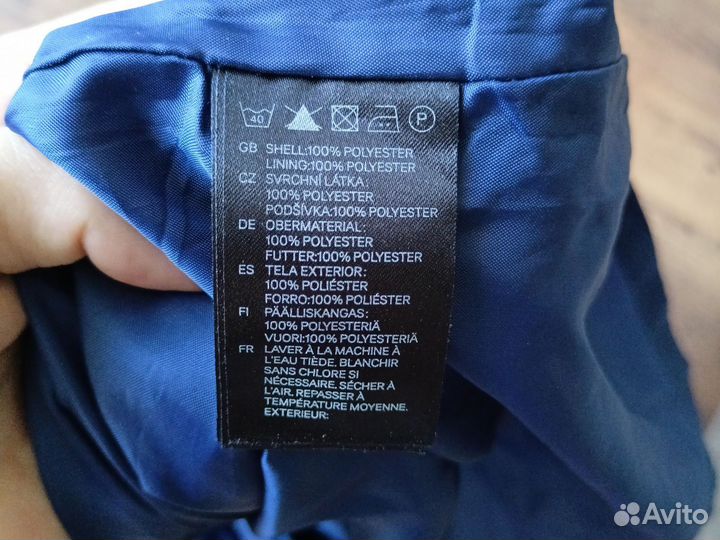 40 P
GB SHELL:100% POLYESTER
LINING:100% POLYESTER
CZ SVRCHNÍ LÁTKA:
100% POLYESTER
PODŠÍVKA:100% POLYESTER
DE OBERMATERIAL:
100% POLYESTER
FUTTER:100% POLYESTER
ES TELA EXTERIOR:
100% POLIÉSTER
FORRO:100% POLIÉSTER
FI PÄÄLLISKANGAS:
100% POLYESTERIÄ
VUORI:100% POLYESTERIÄ
FR LAVER À LA MACHINE À
L'EAU TIÈDE. BLANCHIR
SANS CHLORE SI
NÉCESSAIRE. SÉCHER À
L'AIR. REPASSER À
TEMPÉRATURE MOYENNE.
EXTERIEUR:
Avito